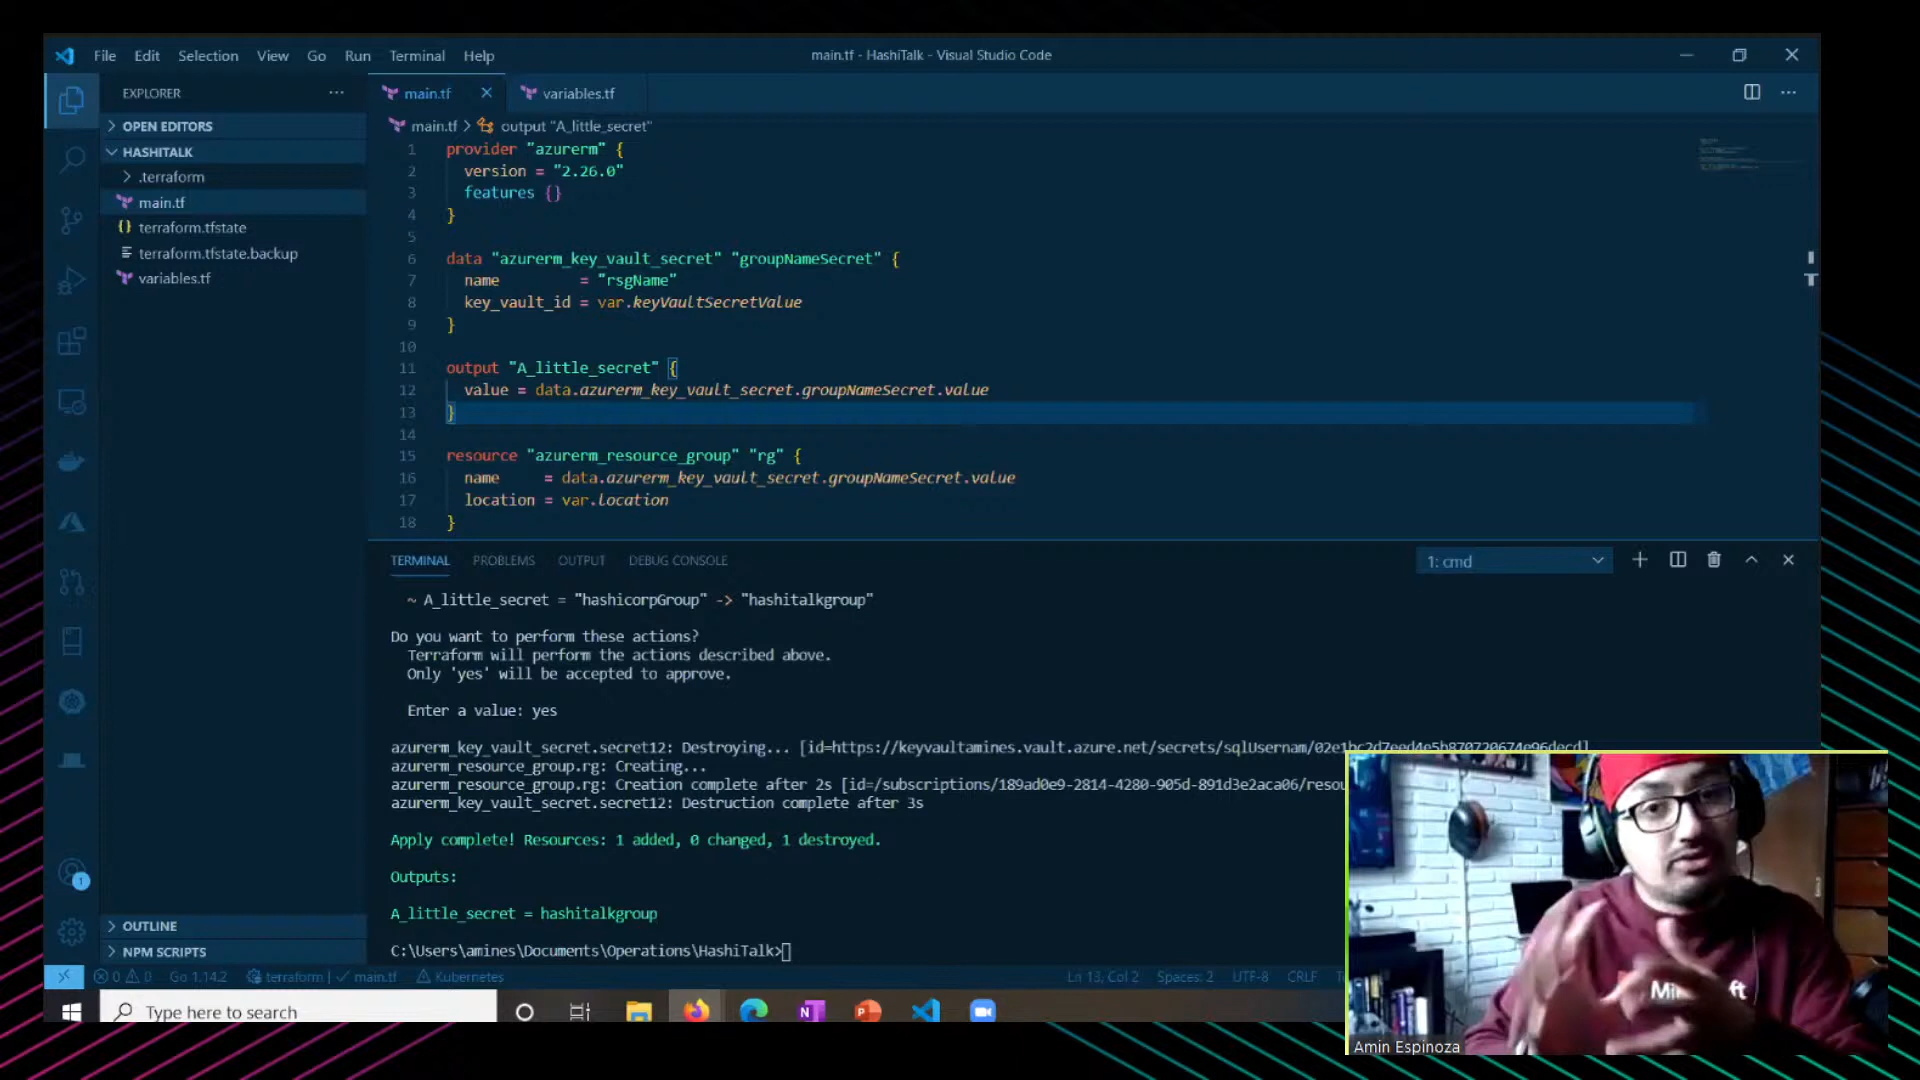 File Edit Selection View Go Run Terminal Help
main.tf - HashiTalk - Visual Studio Code
EXPLORER
OPEN EDITORS
HASHITALK
.terraform
main.tf
terraform.tfstate
terraform.tfstate.backup
variables.tf
OUTLINE
NPM SCRIPTS
main.tf
variables.tf
main.tf > output "A_little_secret"
1 provider "azurerm" {
2 version = "2.26.0"
3 features {}
4 }
5
6 data "azurerm_key_vault_secret" "groupNameSecret" {
7 name = "rsgName"
8 key_vault_id = var.keyVaultSecretValue
9 }
10
11 output "A_little_secret" {
12 value = data.azurerm_key_vault_secret.groupNameSecret.value
13 }
14
15 resource "azurerm_resource_group" "rg" {
16 name = data.azurerm_key_vault_secret.groupNameSecret.value
17 location = var.location
18 }
TERMINAL PROBLEMS OUTPUT DEBUG CONSOLE
1: cmd
~ A_little_secret = "hashicorpGroup" -> "hashitalkgroup"
Do you want to perform these actions?
Terraform will perform the actions described above.
Only 'yes' will be accepted to approve.
Enter a value: yes
azurerm_key_vault_secret.secret12: Destroying... [id=https://keyvaultamines.vault.azure.net/secrets/sqlUsernam/02e1bc2d7eed4e5b870720674e96decd]
azurerm_resource_group.rg: Creating...
azurerm_resource_group.rg: Creation complete after 2s [id=/subscriptions/189ad0e9-2814-4280-905d-891d3e2aca06/resou
azurerm_key_vault_secret.secret12: Destruction complete after 3s
Apply complete! Resources: 1 added, 0 changed, 1 destroyed.
Outputs:
A_little_secret = hashitalkgroup
C:\Users\amines\Documents\Operations\HashiTalk>
0 0 Go 1.14.2 terraform | ✓ main.tf Kubernetes
Ln 13, Col 2 Spaces: 2 UTF-8 CRLF
Type here to search
Amin Espinoza